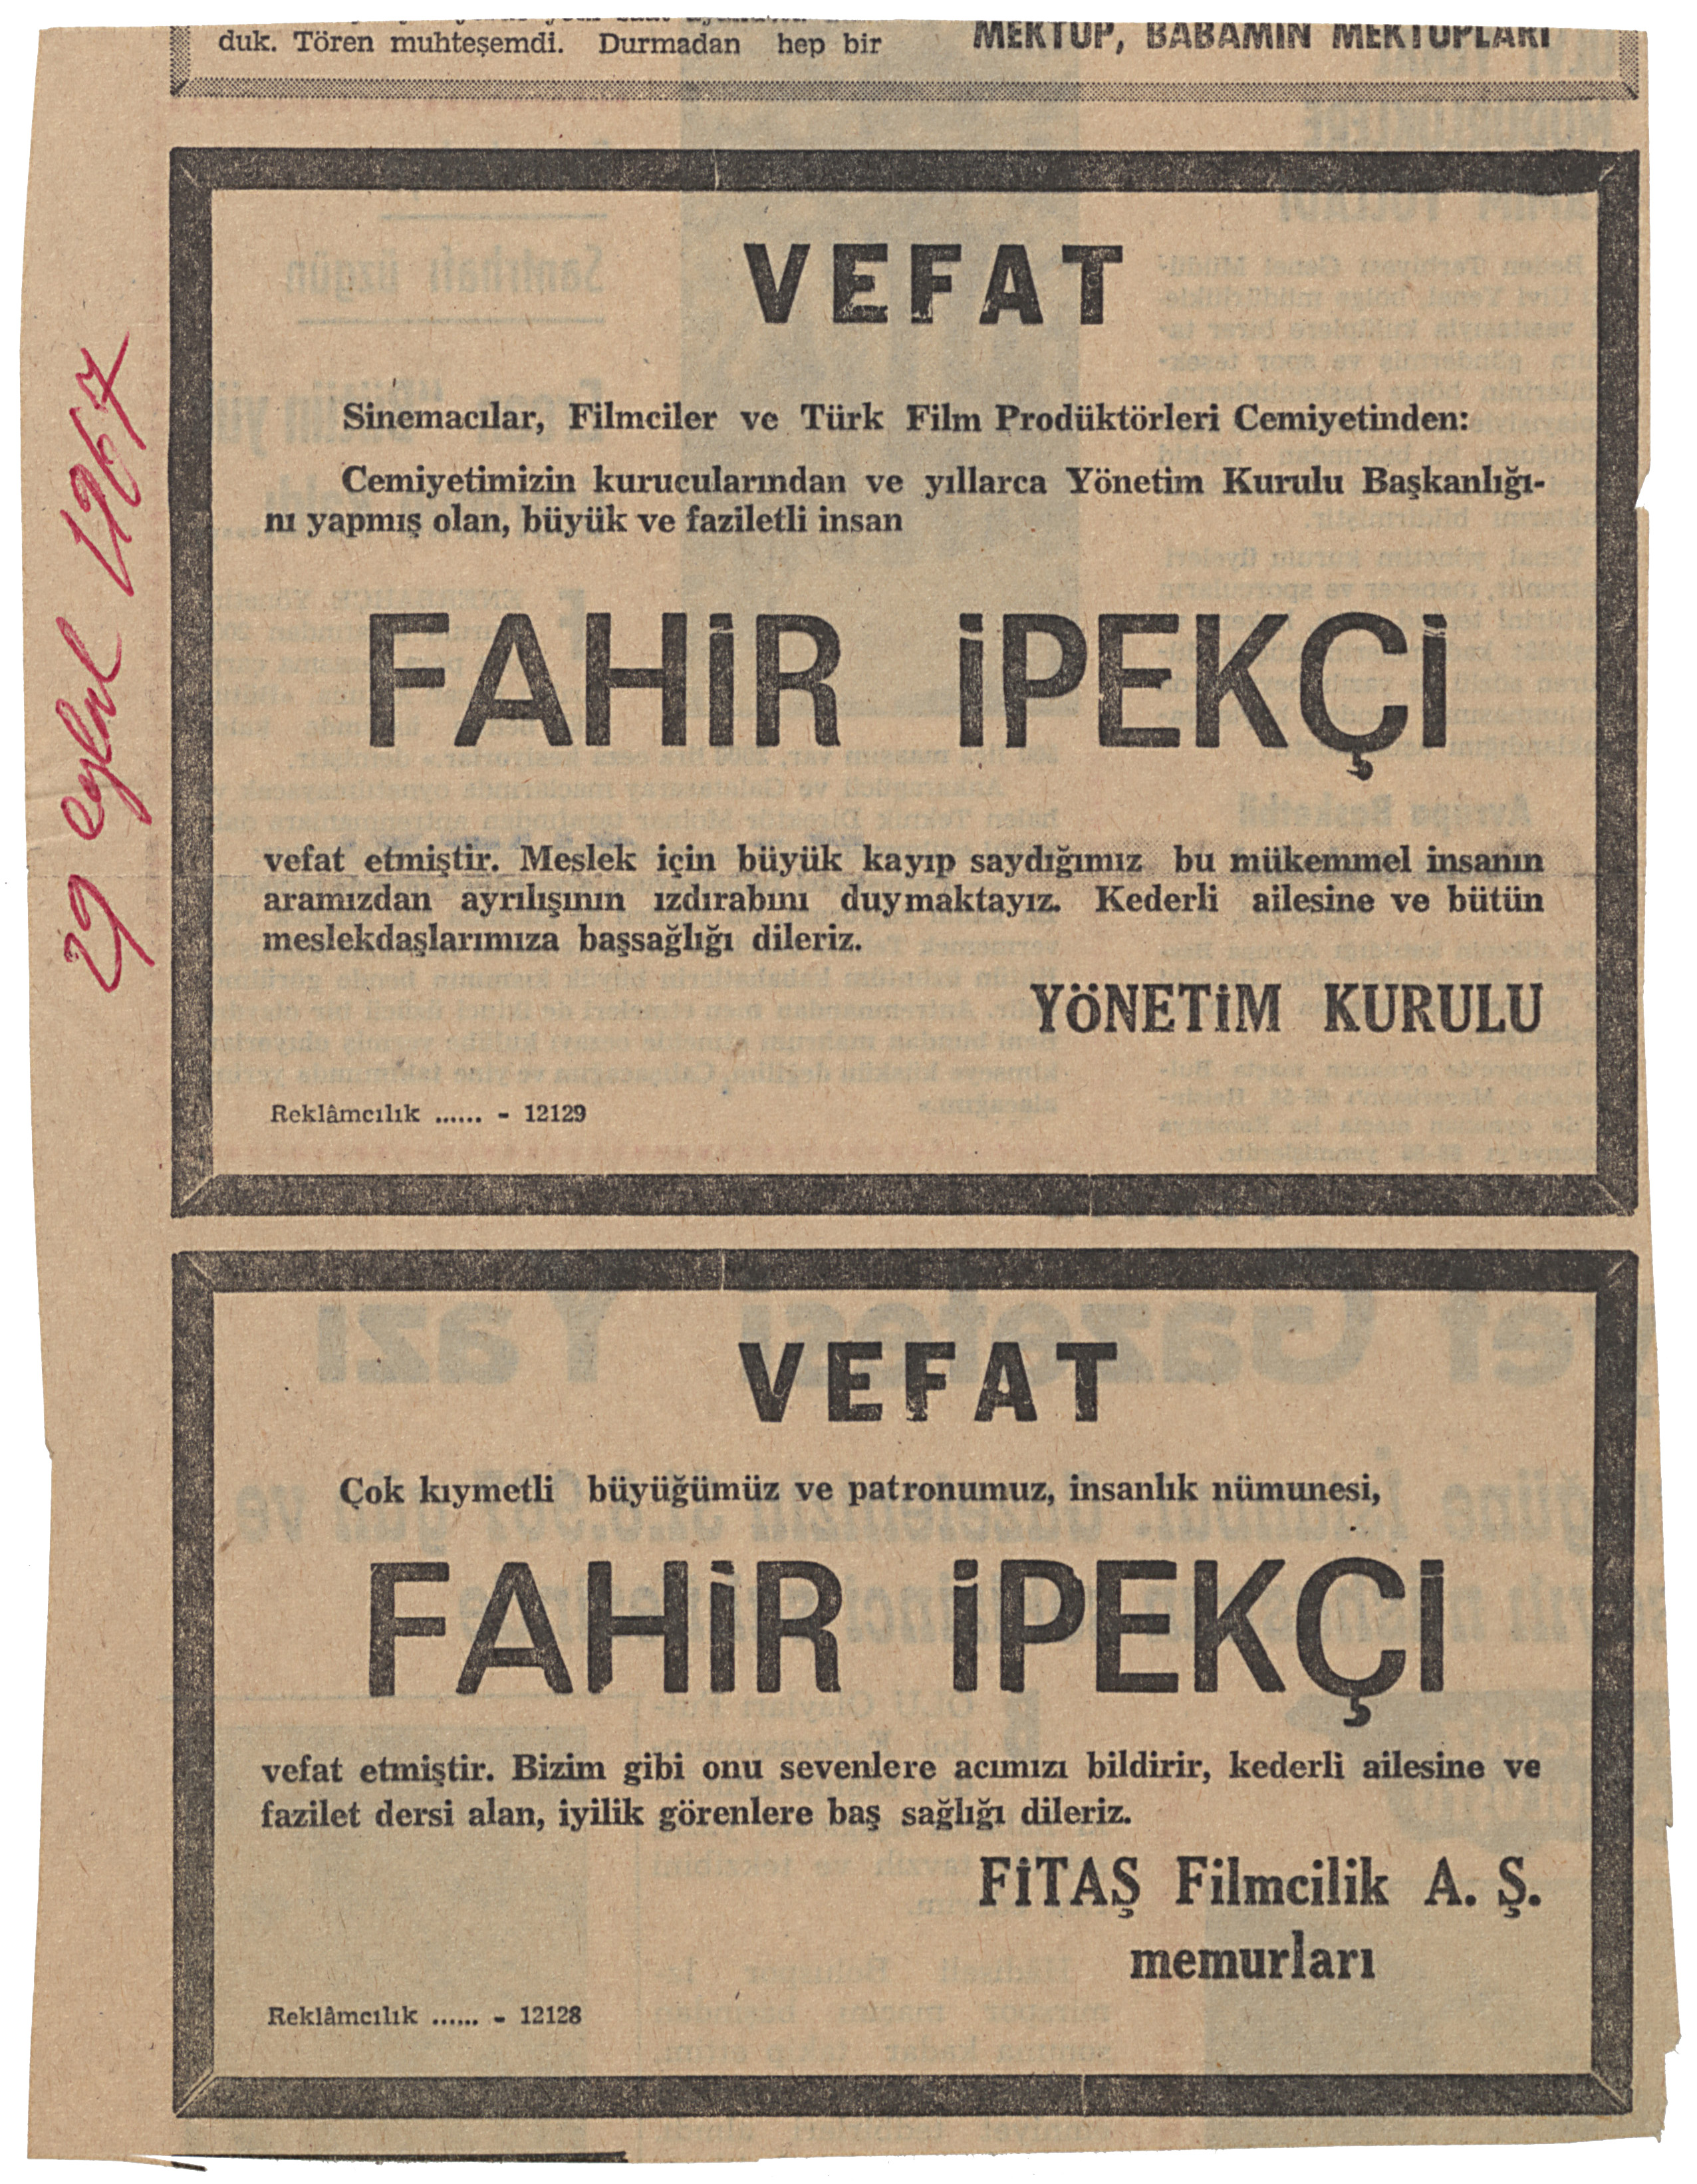 duk. Tören muhteşemdi. Durmadan hep bir
MEKTUP, BABAMIN MEKTUPLARI
29 eylul 1967
VEFAT
Sinemacılar, Filmciler ve Türk Film Prodüktörleri Cemiyetinden:
Cemiyetimizin kurucularından ve yıllarca Yönetim Kurulu Başkanlığı-
nı yapmış olan, büyük ve faziletli insan
FAHİR İPEKÇİ
vefat etmiştir. Meslek için büyük kayıp saydığımız bu mükemmel insanın
aramızdan ayrılışının ızdırabını duymaktayız. Kederli ailesine ve bütün
meslekdaşlarımıza başsağlığı dileriz.
YÖNETİM KURULU
Reklâmcılık ...... - 12129
VEFAT
Çok kıymetli büyüğümüz ve patronumuz, insanlık nümunesi,
FAHİR İPEKÇİ
vefat etmiştir. Bizim gibi onu sevenlere acımızı bildirir, kederli ailesine ve
fazilet dersi alan, iyilik görenlere baş sağlığı dileriz.
FİTAŞ Filmcilik A. Ş.
memurları
Reklâmcılık ...... - 12128